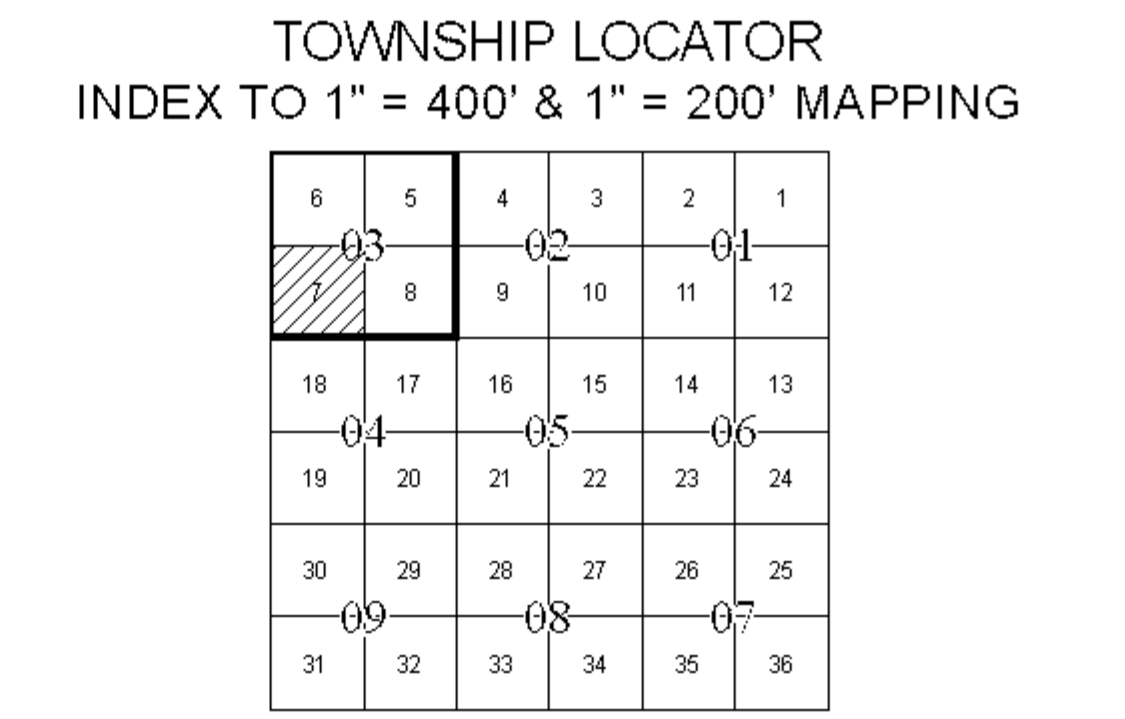 TOWNSHIP LOCATOR
INDEX TO 1" = 400' & 1" = 200' MAPPING
6 5 4 3 2 1
03 02 01
7 8 9 10 11 12
18 17 16 15 14 13
04 05 06
19 20 21 22 23 24
30 29 28 27 26 25
09 08 07
31 32 33 34 35 36